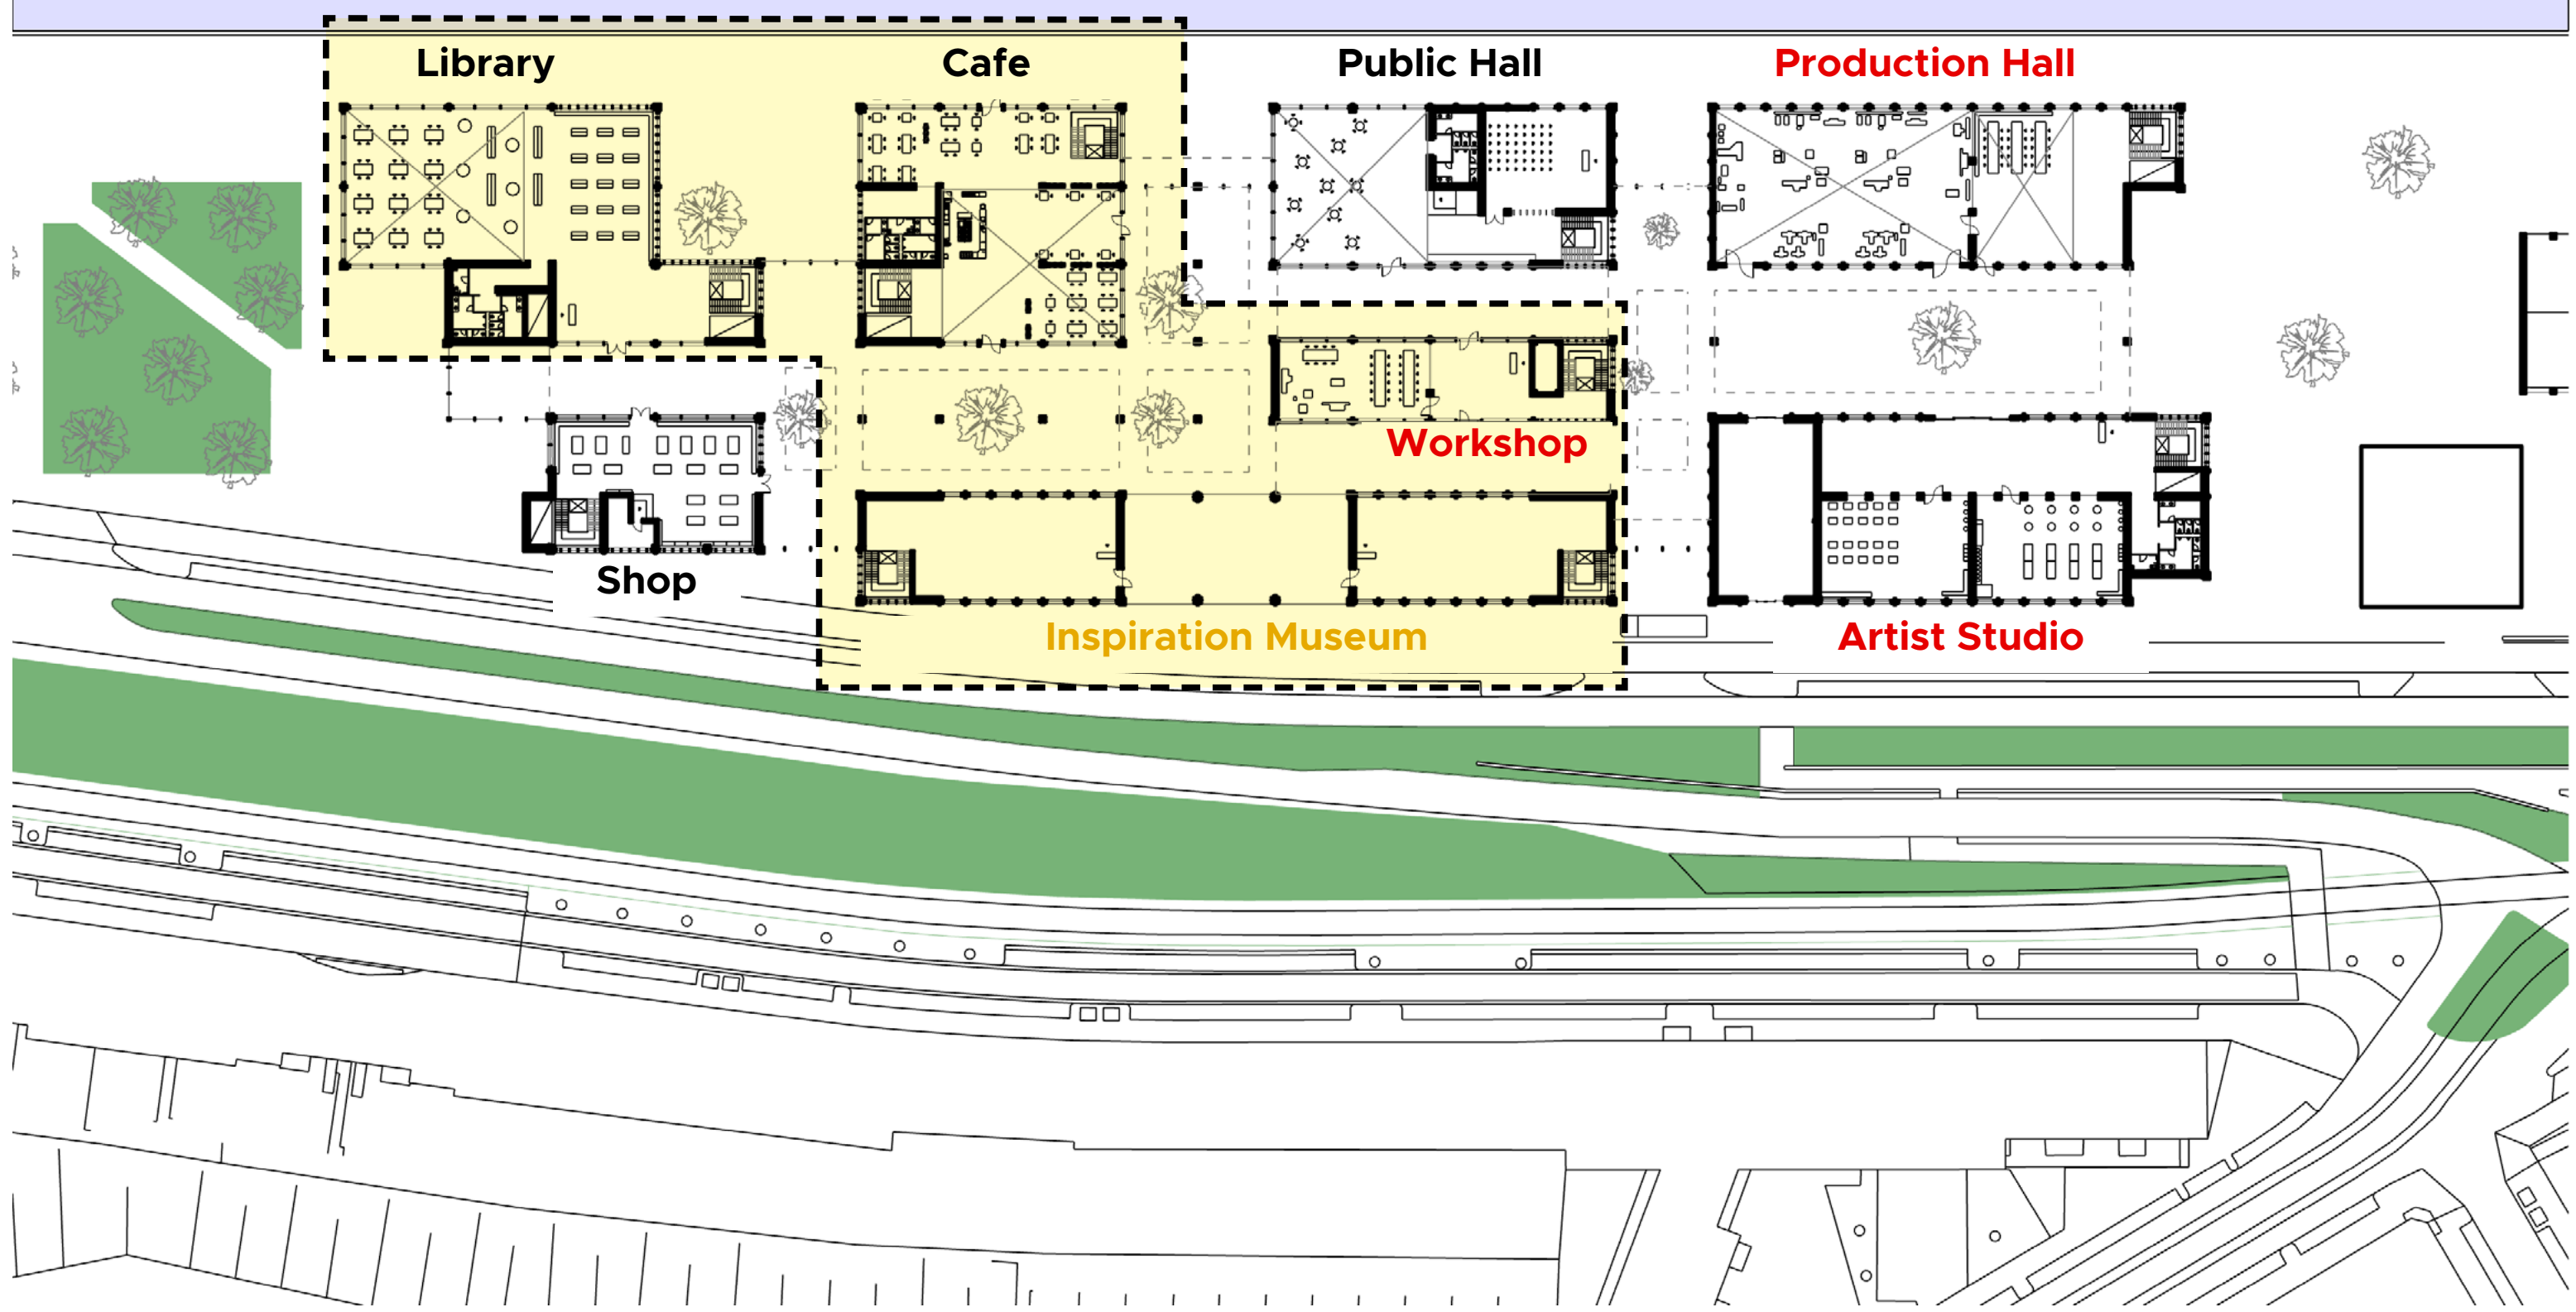 Library
Cafe
Public Hall
Production Hall
Workshop
Shop
Inspiration Museum
Artist Studio